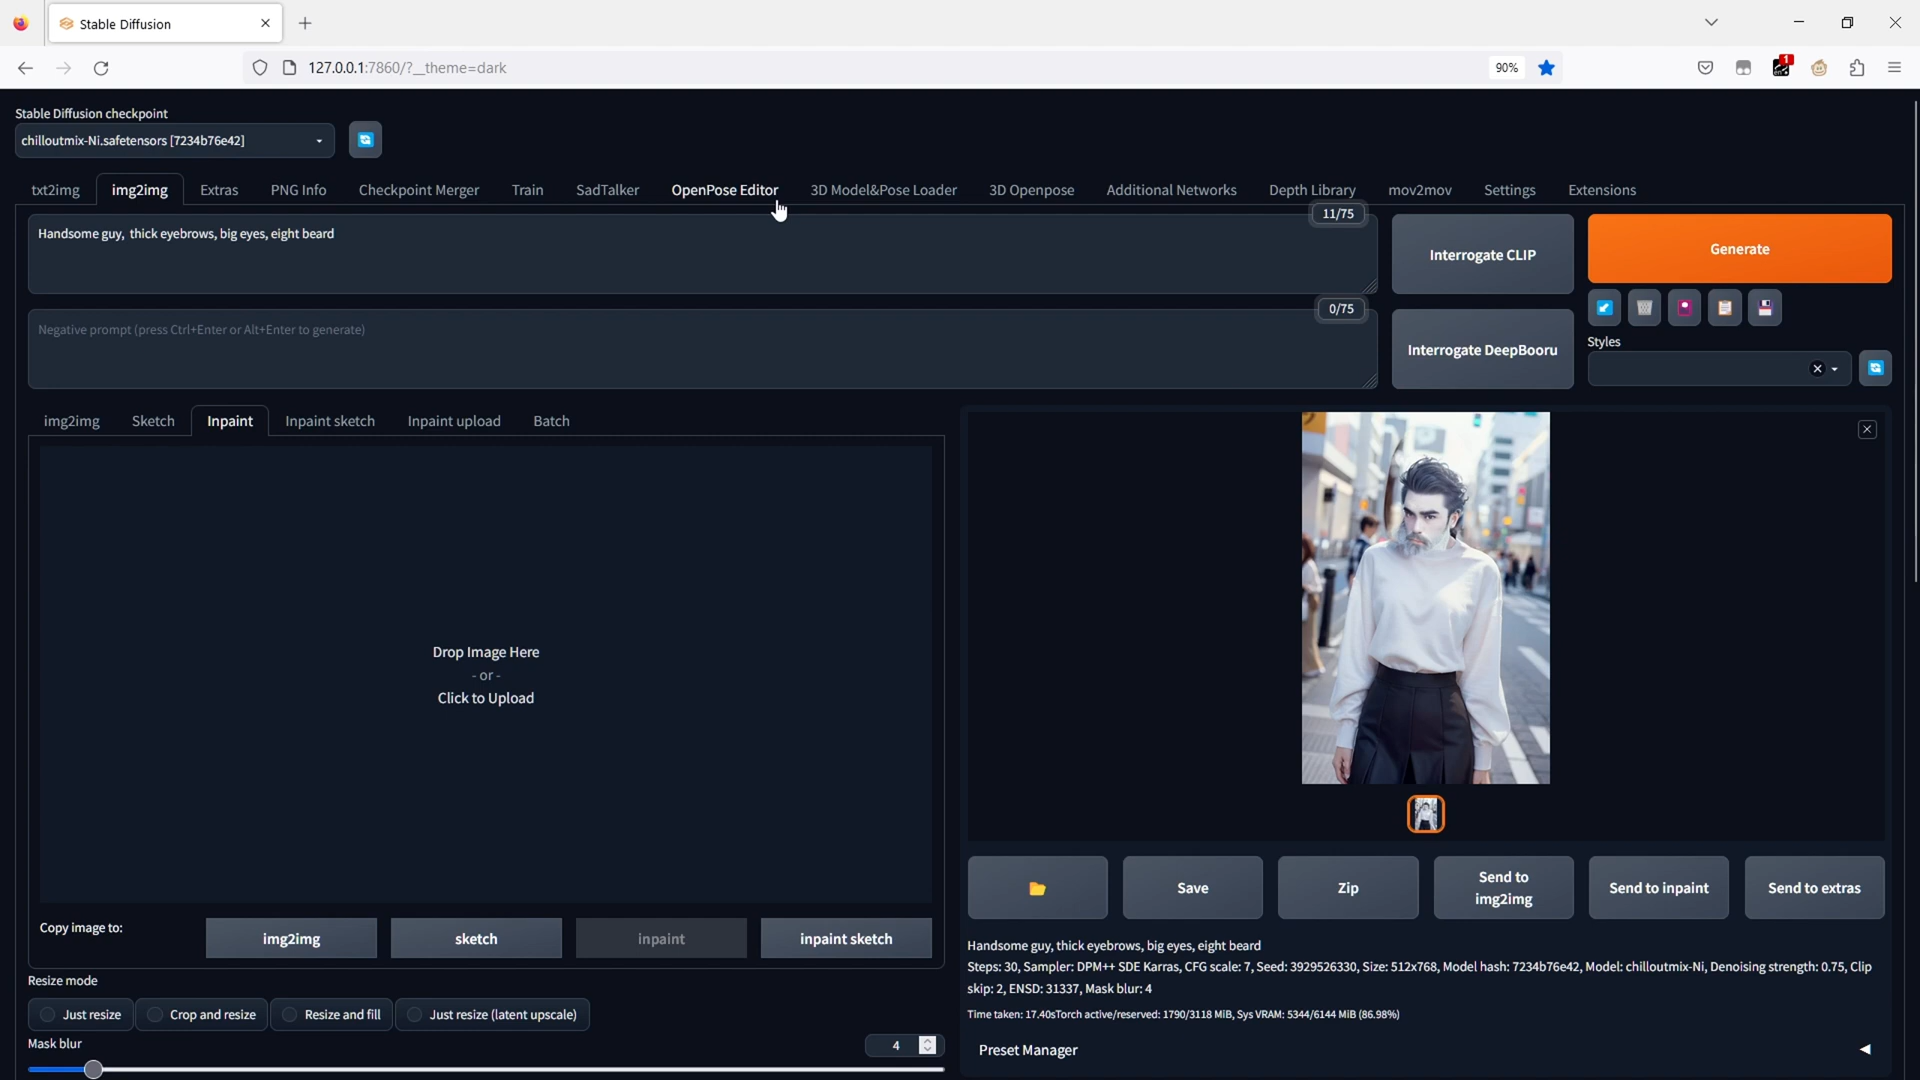 Stable Diffusion
127.0.0.1:7860/?__theme=dark
90%
1
Stable Diffusion checkpoint
chilloutmix-Ni.safetensors [7234b76e42]
txt2img img2img Extras PNG Info Checkpoint Merger Train SadTalker OpenPose Editor 3D Model&Pose Loader 3D Openpose Additional Networks Depth Library mov2mov Settings Extensions
11/75
Handsome guy, thick eyebrows, big eyes, eight beard
Interrogate CLIP
Generate
0/75
Negative prompt (press Ctrl+Enter or Alt+Enter to generate)
Interrogate DeepBooru
Styles
img2img Sketch Inpaint Inpaint sketch Inpaint upload Batch
Drop Image Here
- or -
Click to Upload
Copy image to:
img2img sketch inpaint inpaint sketch
Resize mode
Just resize Crop and resize Resize and fill Just resize (latent upscale)
Mask blur
4
Save Zip Send to img2img Send to inpaint Send to extras
Handsome guy, thick eyebrows, big eyes, eight beard
Steps: 30, Sampler: DPM++ SDE Karras, CFG scale: 7, Seed: 3929526330, Size: 512x768, Model hash: 7234b76e42, Model: chilloutmix-Ni, Denoising strength: 0.75, Clip
skip: 2, ENSD: 31337, Mask blur: 4
Time taken: 17.40sTorch active/reserved: 1790/3118 MiB, Sys VRAM: 5344/6144 MiB (86.98%)
Preset Manager